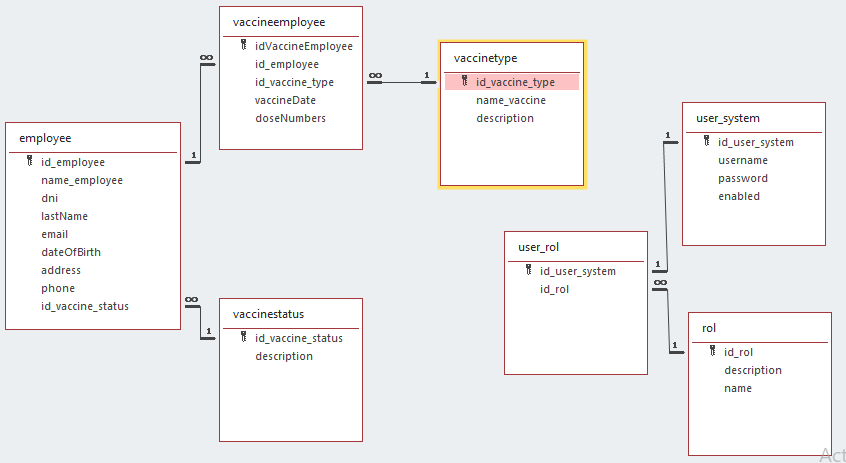 vaccineemployee
idVaccineEmployee
id_employee
id_vaccine_type
vaccineDate
doseNumbers
∞
1
∞
1
vaccinetype
id_vaccine_type
name_vaccine
description
employee
id_employee
name_employee
dni
lastName
email
dateOfBirth
address
phone
id_vaccine_status
∞
1
vaccinestatus
id_vaccine_status
description
user_system
id_user_system
username
password
enabled
1
1
user_rol
id_user_system
id_rol
∞
1
rol
id_rol
description
name
Act